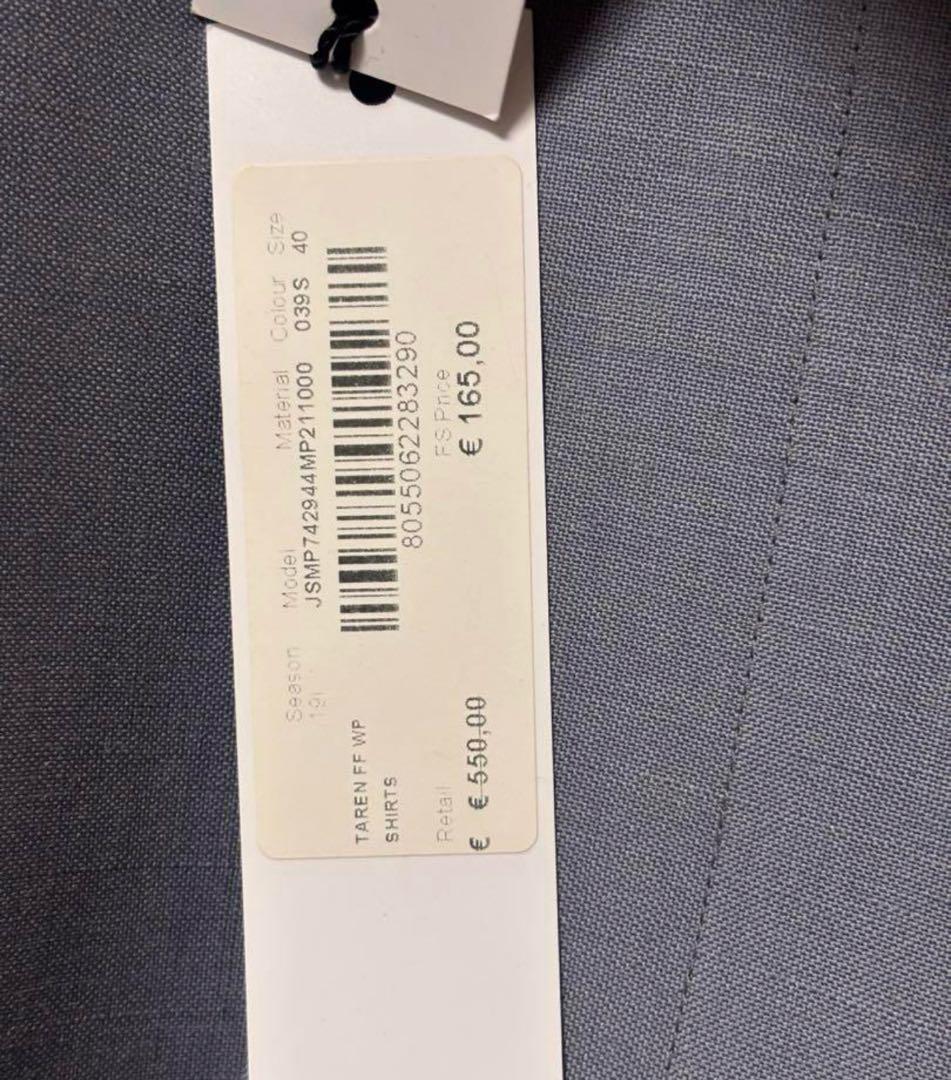 Season Model Material Colour Size
19I JSMP742944MP211000 039S 40
TAREN FF WP
SHIRTS
8055062283290
Retail FS Price
€ € 550,00 € 165,00